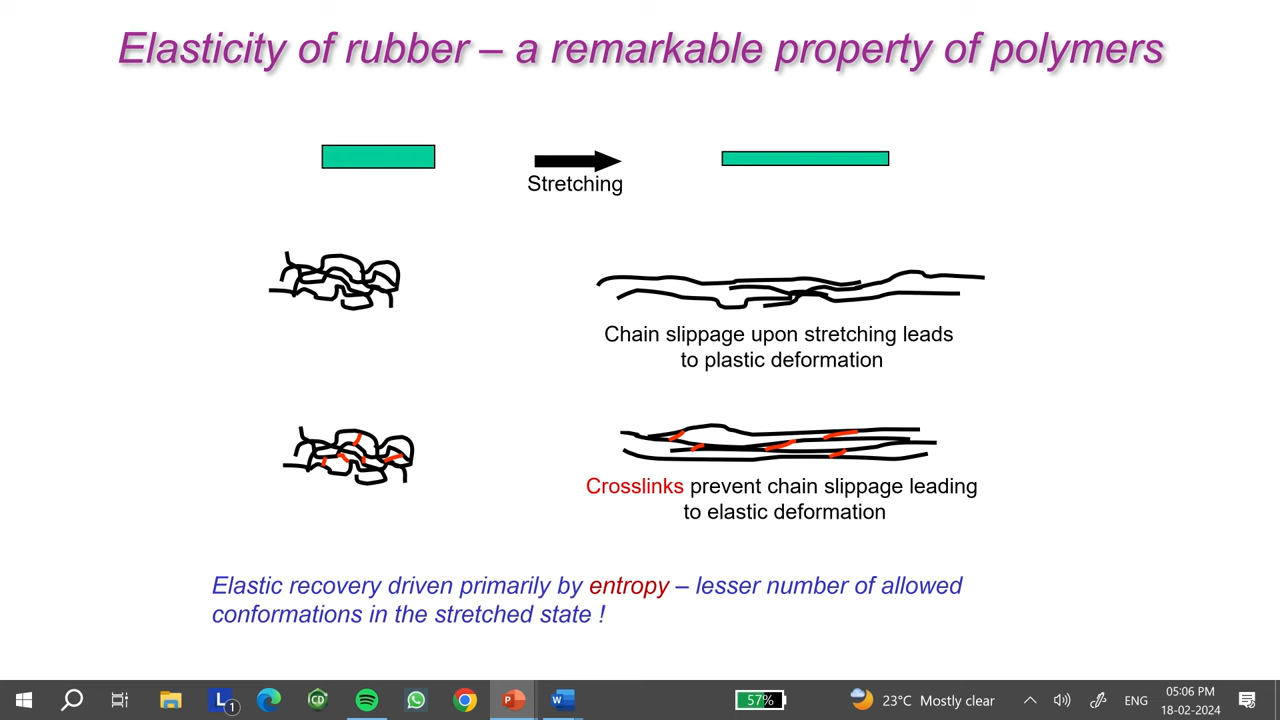 Elasticity of rubber – a remarkable property of polymers
Stretching
Chain slippage upon stretching leads
to plastic deformation
Crosslinks prevent chain slippage leading
to elastic deformation
Elastic recovery driven primarily by entropy – lesser number of allowed
conformations in the stretched state !
L
1
CD
P
W
57%
23°C Mostly clear
ENG
05:06 PM
18-02-2024